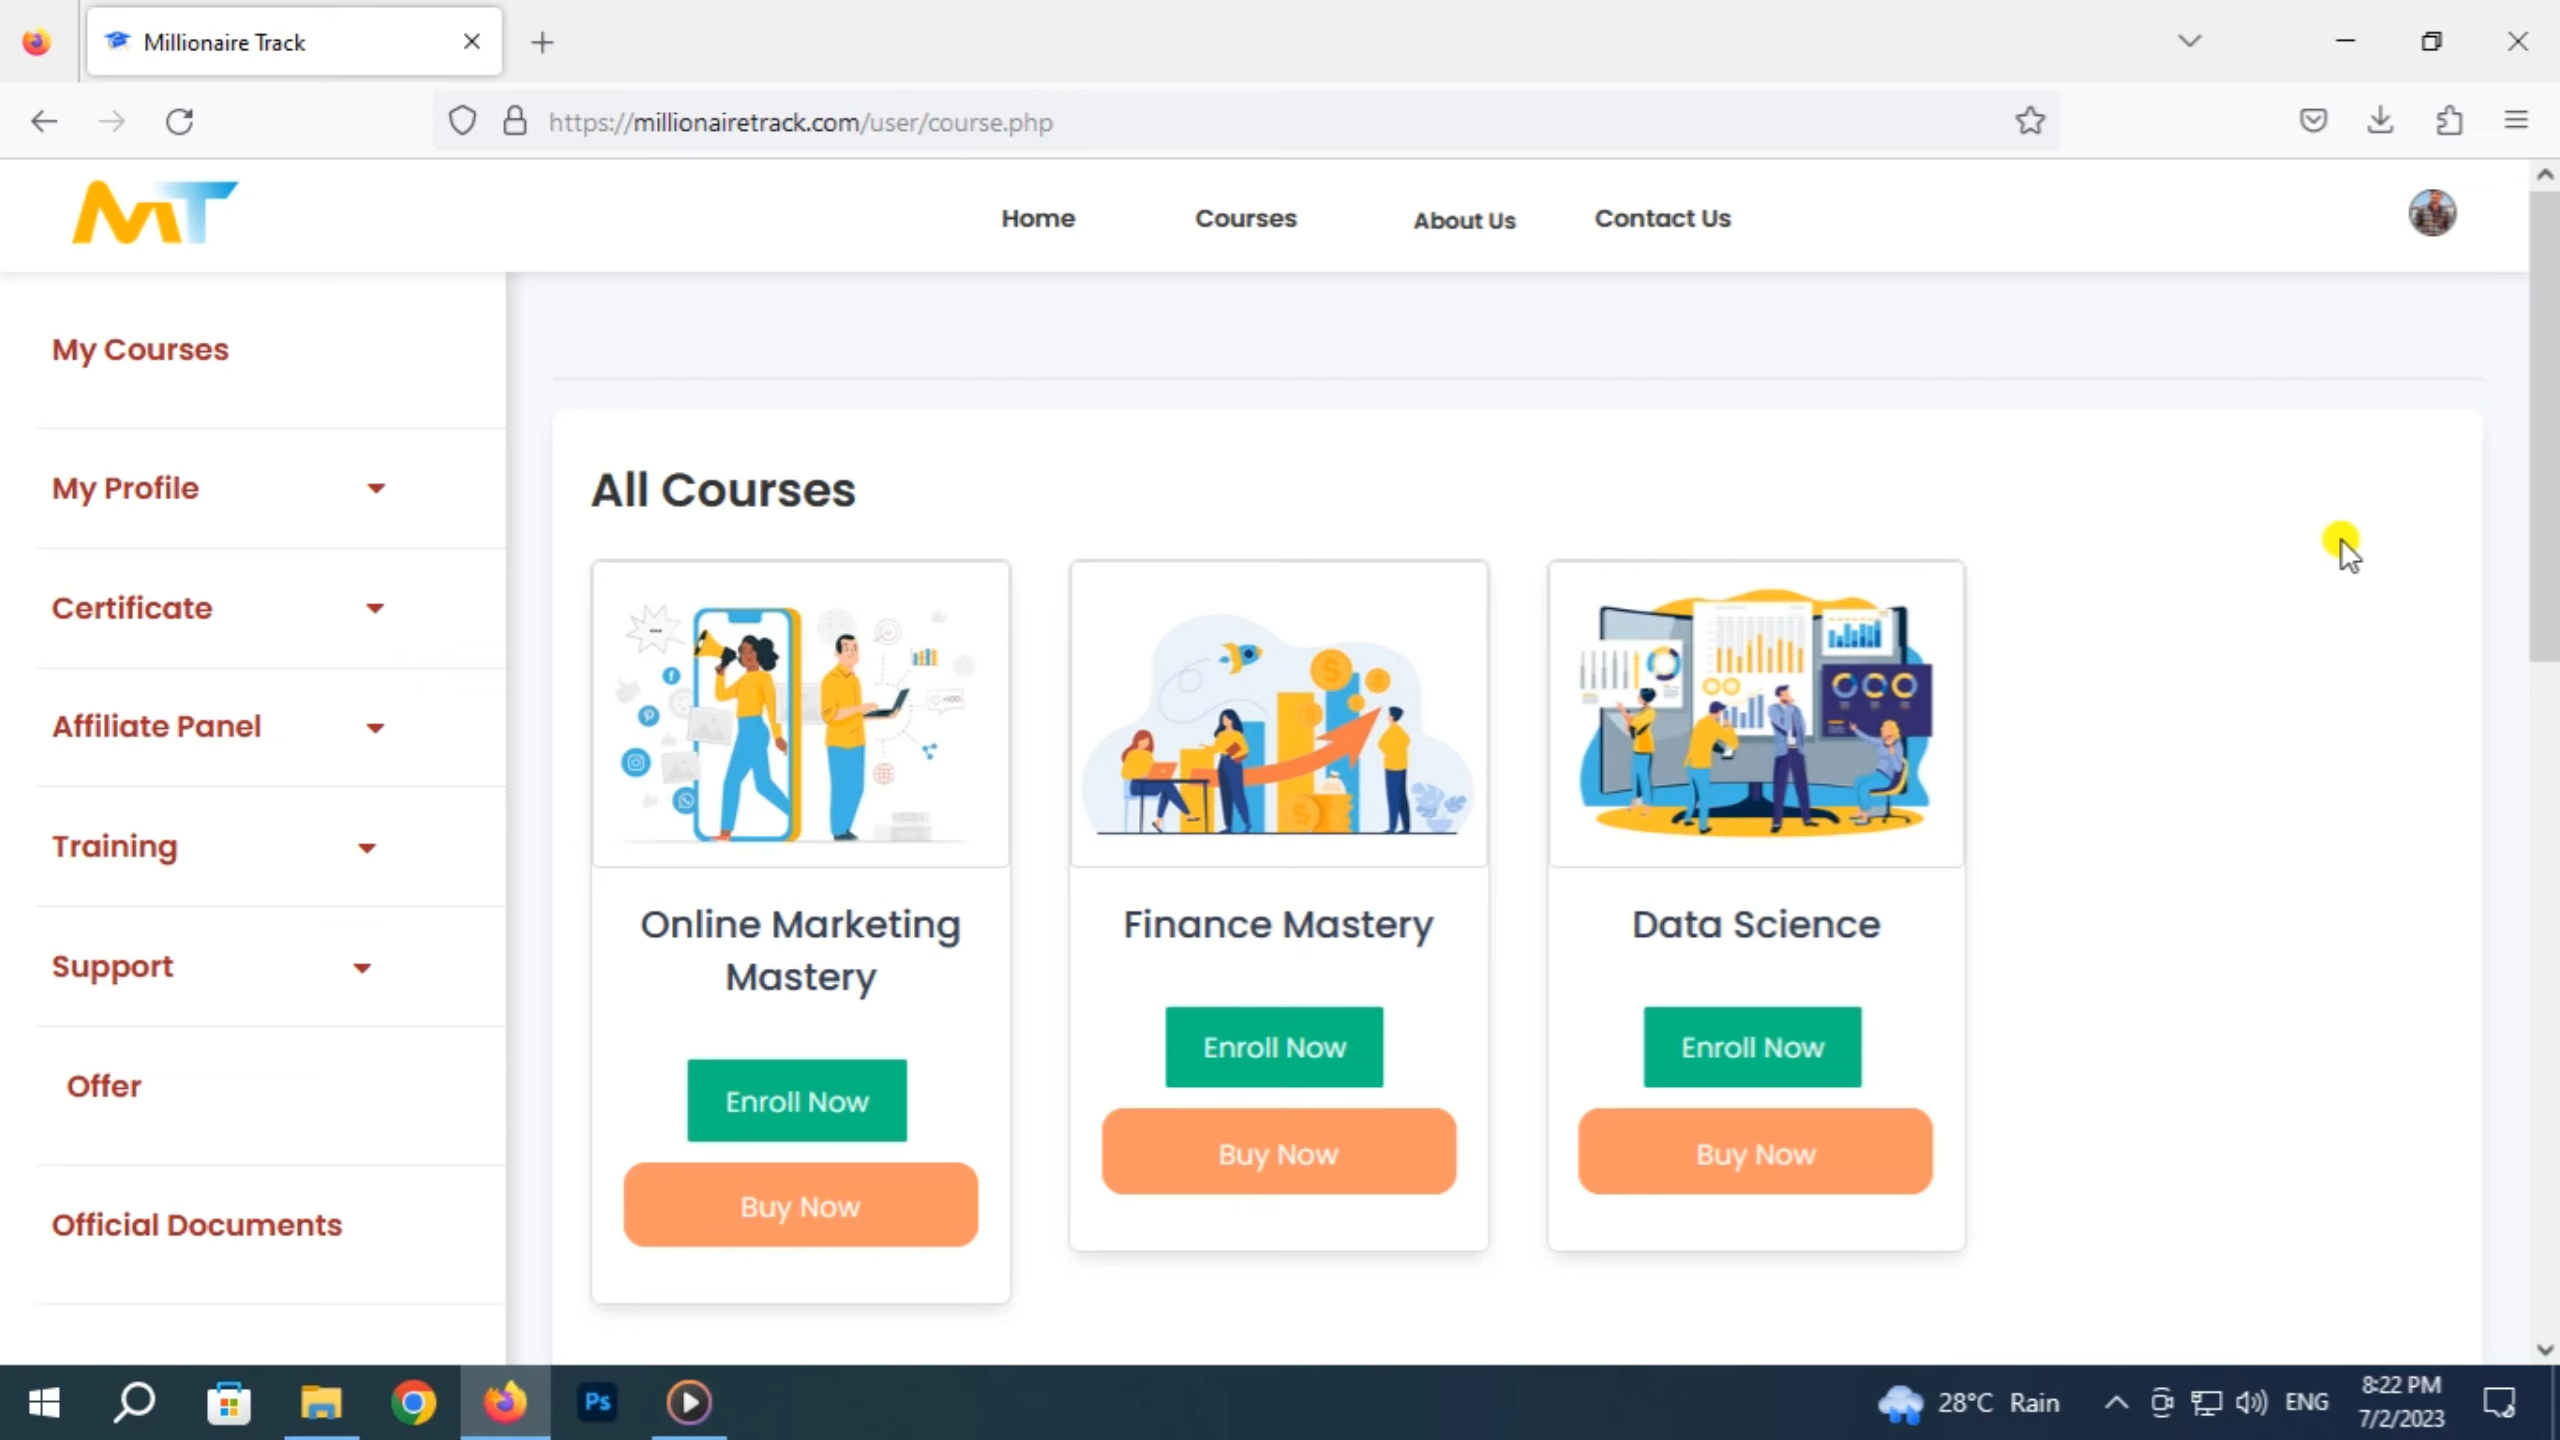 Millionaire Track
https://millionairetrack.com/user/course.php
MT
Home
Courses
About Us
Contact Us
My Courses
My Profile
Certificate
Affiliate Panel
Training
Support
Offer
Official Documents
All Courses
Online Marketing
Mastery
Enroll Now
Buy Now
Finance Mastery
Enroll Now
Buy Now
Data Science
Enroll Now
Buy Now
Ps
28°C Rain
ENG
8:22 PM
7/2/2023